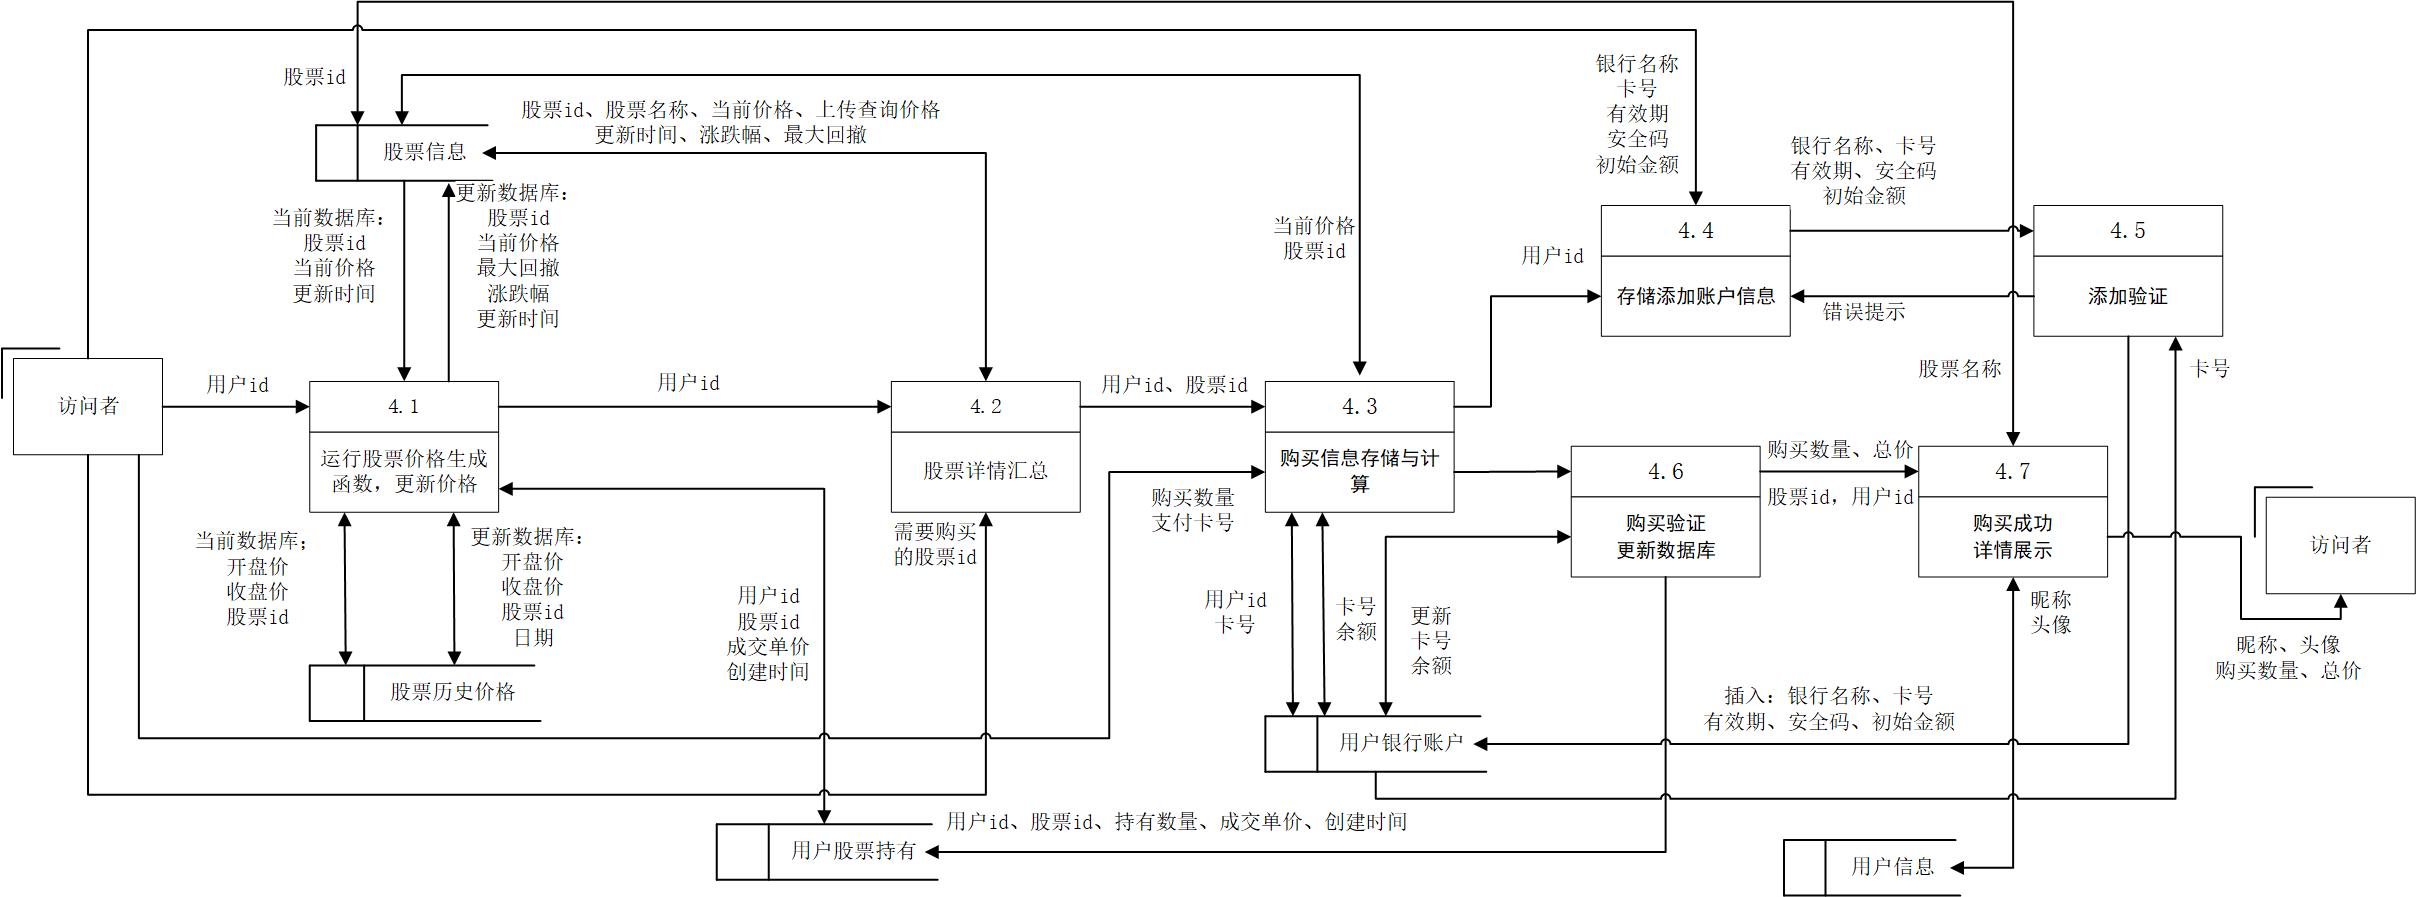 股票id
股票id、股票名称、当前价格、上传查询价格
更新时间、涨跌幅、最大回撤
股票信息
当前数据库：
股票id
当前价格
更新时间
更新数据库：
股票id
当前价格
最大回撤
涨跌幅
更新时间
当前价格
股票id
银行名称
卡号
有效期
安全码
初始金额
银行名称、卡号
有效期、安全码
初始金额
用户id
4.4
存储添加账户信息
4.5
添加验证
错误提示
股票名称
卡号
访问者
用户id
4.1
运行股票价格生成
函数，更新价格
用户id
4.2
股票详情汇总
用户id、股票id
4.3
购买信息存储与计
算
购买数量
支付卡号
4.6
购买验证
更新数据库
购买数量、总价
股票id，用户id
4.7
购买成功
详情展示
访问者
当前数据库；
开盘价
收盘价
股票id
更新数据库：
开盘价
收盘价
股票id
日期
需要购买
的股票id
用户id
股票id
成交单价
创建时间
用户id
卡号
卡号
余额
更新
卡号
余额
昵称
头像
昵称、头像
购买数量、总价
股票历史价格
插入：银行名称、卡号
有效期、安全码、初始金额
用户银行账户
用户id、股票id、持有数量、成交单价、创建时间
用户股票持有
用户信息